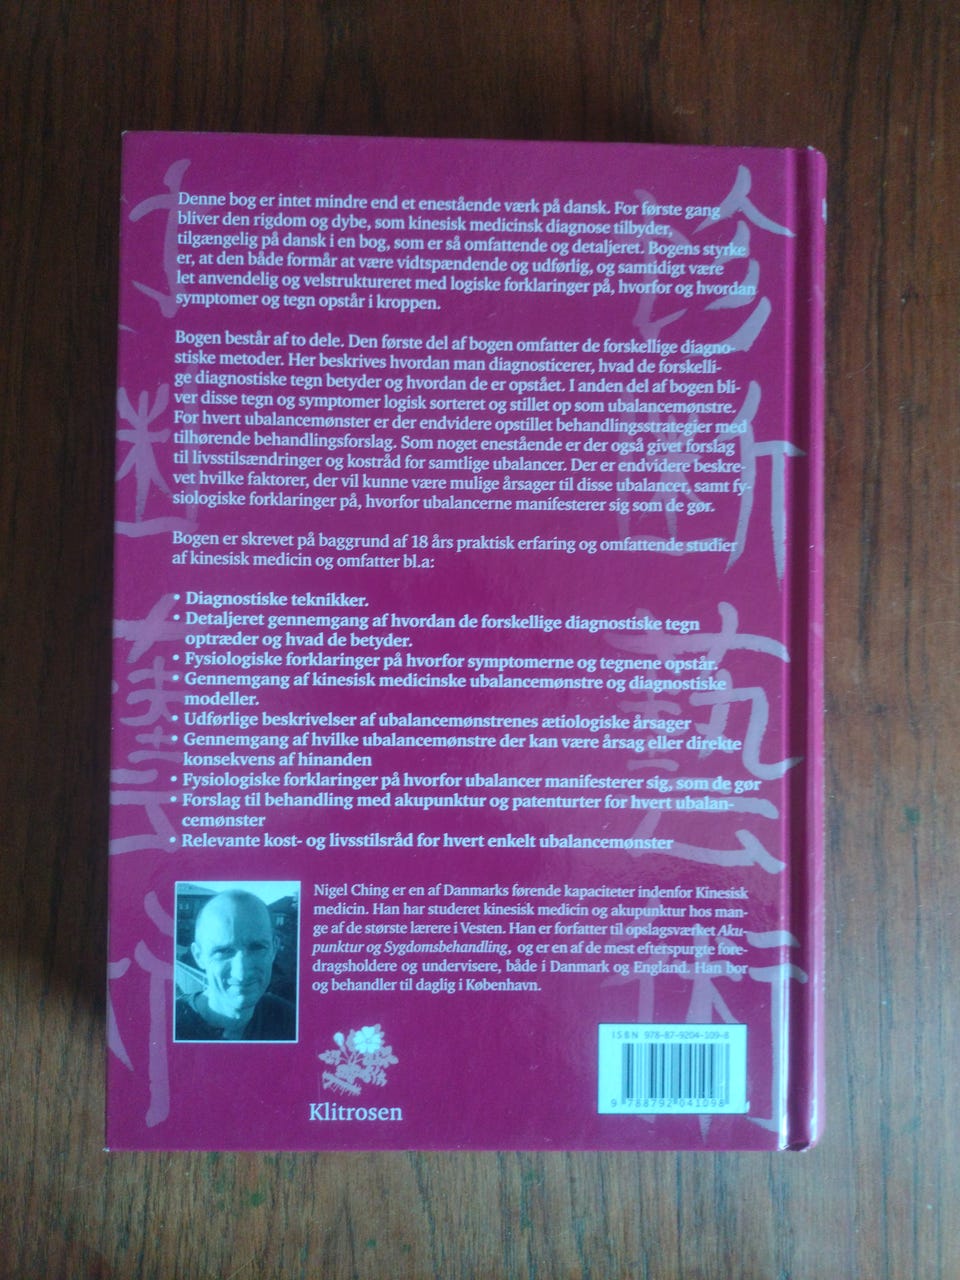 Denne bog er intet mindre end et enestående værk på dansk. For første gang
bliver den rigdom og dybe, som kinesisk medicinsk diagnose tilbyder,
tilgængelig på dansk i en bog, som er så omfattende og detaljeret. Bogens styrke
er, at den både formår at være vidtspændende og udførlig, og samtidigt være
let anvendelig og velstruktureret med logiske forklaringer på, hvorfor og hvordan
symptomer og tegn opstår i kroppen.
Bogen består af to dele. Den første del af bogen omfatter de forskellige diagno-
stiske metoder. Her beskrives hvordan man diagnosticerer, hvad de forskelli-
ge diagnostiske tegn betyder og hvordan de er opstået. I anden del af bogen bli-
ver disse tegn og symptomer logisk sorteret og stillet op som ubalancemønstre.
For hvert ubalancemønster er der endvidere opstillet behandlingsstrategier med
tilhørende behandlingsforslag. Som noget enestående er der også givet forslag
til livsstilsændringer og kostråd for samtlige ubalancer. Der er endvidere beskre-
vet hvilke faktorer, der vil kunne være mulige årsager til disse ubalancer, samt fy-
siologiske forklaringer på, hvorfor ubalancerne manifesterer sig som de gør.
Bogen er skrevet på baggrund af 18 års praktisk erfaring og omfattende studier
af kinesisk medicin og omfatter bl.a:
• Diagnostiske teknikker.
• Detaljeret gennemgang af hvordan de forskellige diagnostiske tegn
optræder og hvad de betyder.
• Fysiologiske forklaringer på hvorfor symptomerne og tegnene opstår.
• Gennemgang af kinesisk medicinske ubalancemønstre og diagnostiske
modeller.
• Udførlige beskrivelser af ubalancemønstrenes ætiologiske årsager
• Gennemgang af hvilke ubalancemønstre der kan være årsag eller direkte
konsekvens af hinanden
• Fysiologiske forklaringer på hvorfor ubalancer manifesterer sig, som de gør
• Forslag til behandling med akupunktur og patenturter for hvert ubalan-
cemønster
• Relevante kost- og livsstilsråd for hvert enkelt ubalancemønster
Nigel Ching er en af Danmarks førende kapaciteter indenfor Kinesisk
medicin. Han har studeret kinesisk medicin og akupunktur hos man-
ge af de største lærere i Vesten. Han er forfatter til opslagsværket Aku-
punktur og Sygdomsbehandling, og er en af de mest efterspurgte fore-
dragsholdere og undervisere, både i Danmark og England. Han bor
og behandler til daglig i København.
Klitrosen
ISBN 978-87-9204-109-8
9 788792 041098